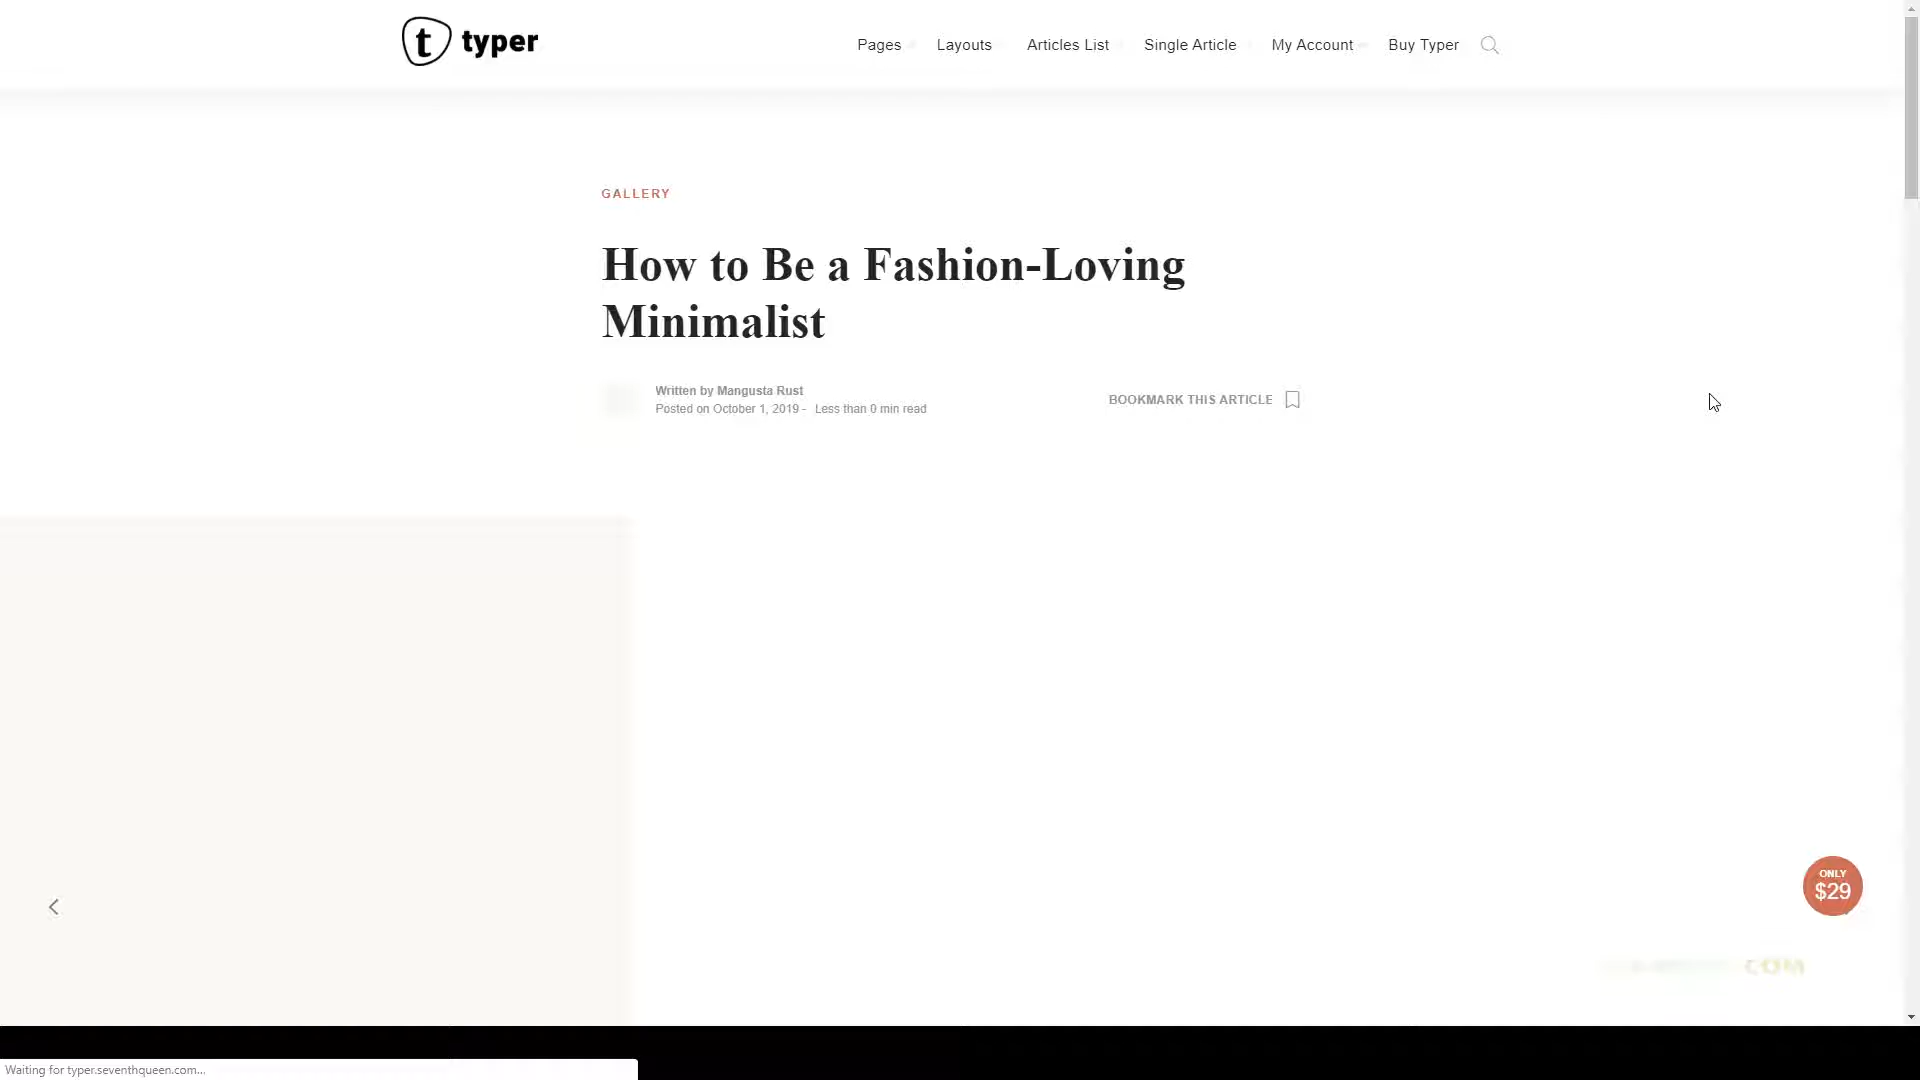 typer
Pages Layouts Articles List Single Article My Account Buy Typer
GALLERY
How to Be a Fashion-Loving
Minimalist
Written by Mangusta Rust
Posted on October 1, 2019 - Less than 0 min read
BOOKMARK THIS ARTICLE
ONLY
$29
COM
Waiting for typer.seventhqueen.com...